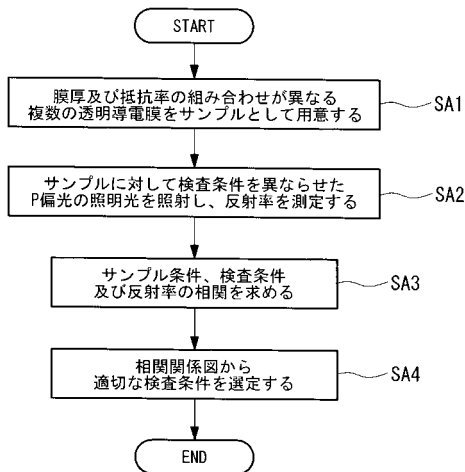 START
膜厚及び抵抗率の組み合わせが異なる
複数の透明導電膜をサンプルとして用意する
SA1
サンプルに対して検査条件を異ならせた
P偏光の照明光を照射し、反射率を測定する
SA2
サンプル条件、検査条件
及び反射率の相関を求める
SA3
相関関係図から
適切な検査条件を選定する
SA4
END